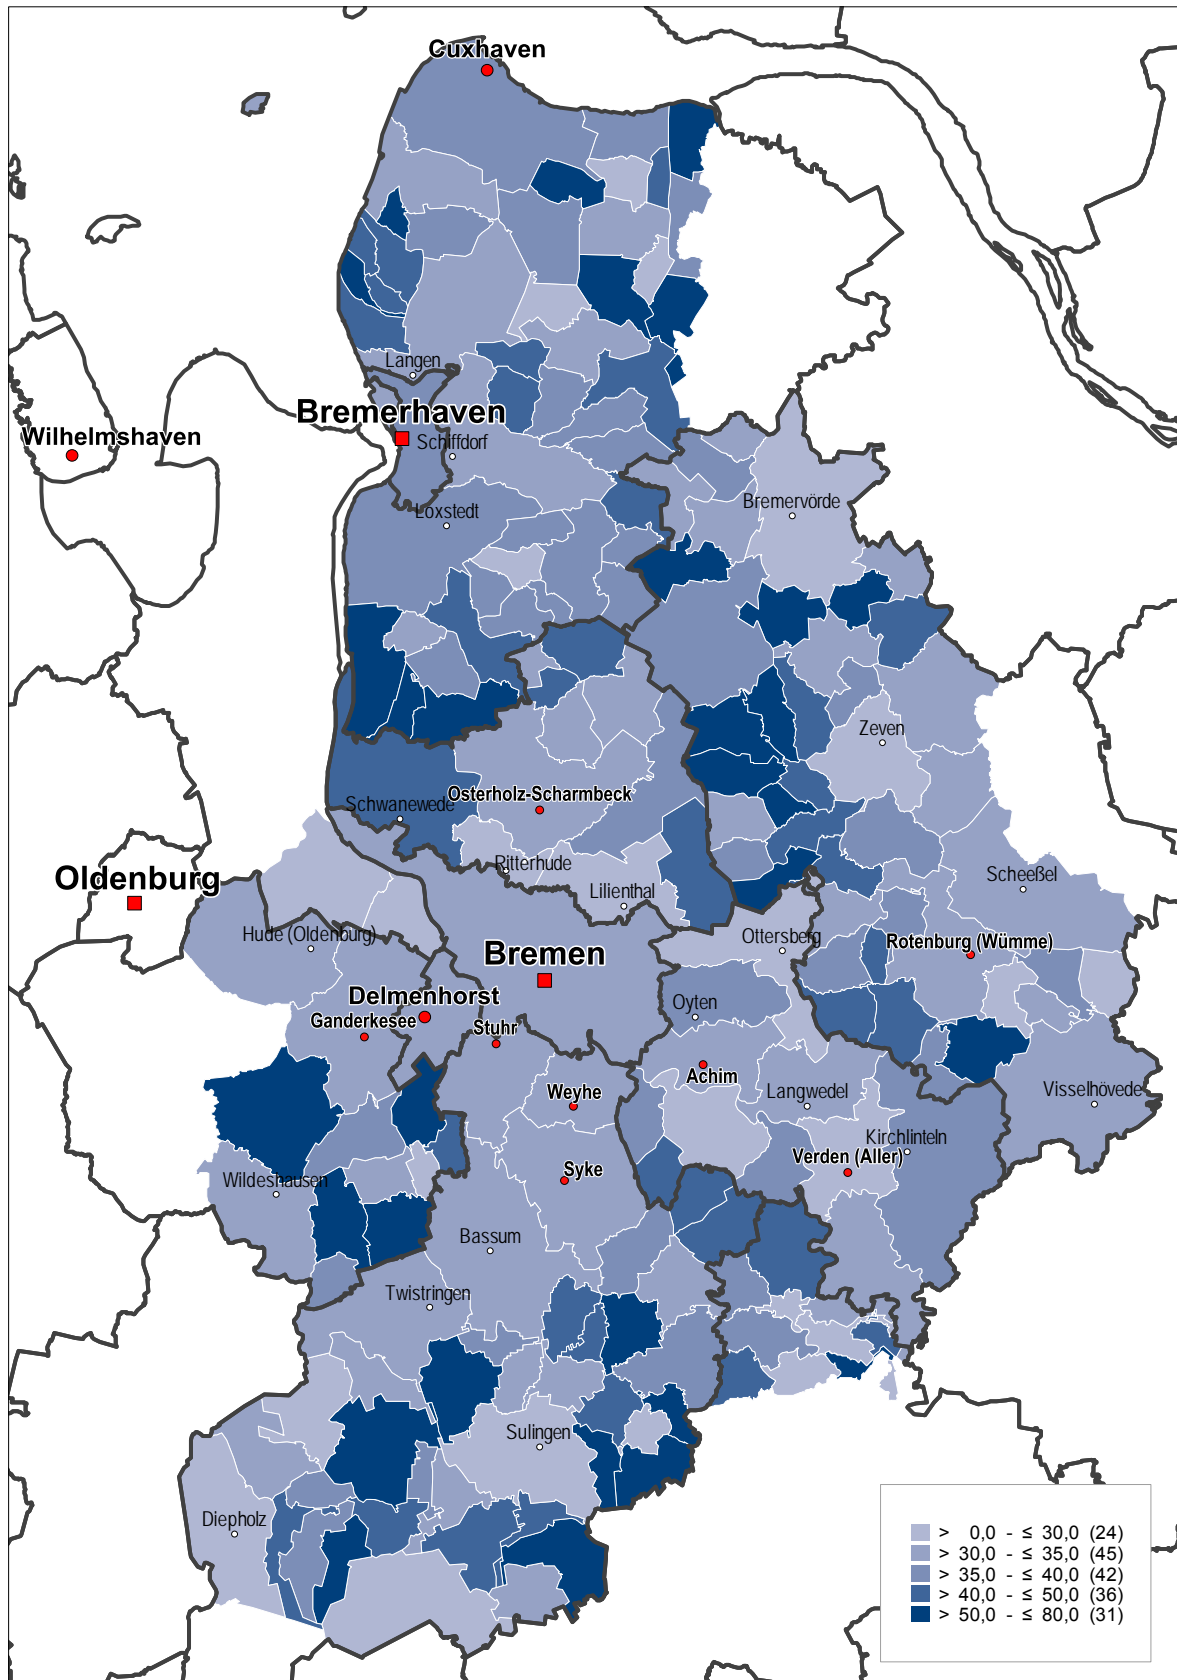 Cuxhaven
Langen
Bremerhaven
Wilhelmshaven
Schiffdorf
Bremervörde
Loxstedt
Zeven
Osterholz-Scharmbeck
Schwanewede
Ritterhude
Scheeßel
Oldenburg
Lilienthal
Hude (Oldenburg)
Ottersberg
Rotenburg (Wümme)
Bremen
Delmenhorst
Oyten
Ganderkesee
Stuhr
Achim
Weyhe
Langwedel
Visselhövede
Kirchlinteln
Verden (Aller)
Syke
Wildeshausen
Bassum
Twistringen
Sulingen
Diepholz
> 0,0 - ≤ 30,0 (24)
> 30,0 - ≤ 35,0 (45)
> 35,0 - ≤ 40,0 (42)
> 40,0 - ≤ 50,0 (36)
> 50,0 - ≤ 80,0 (31)